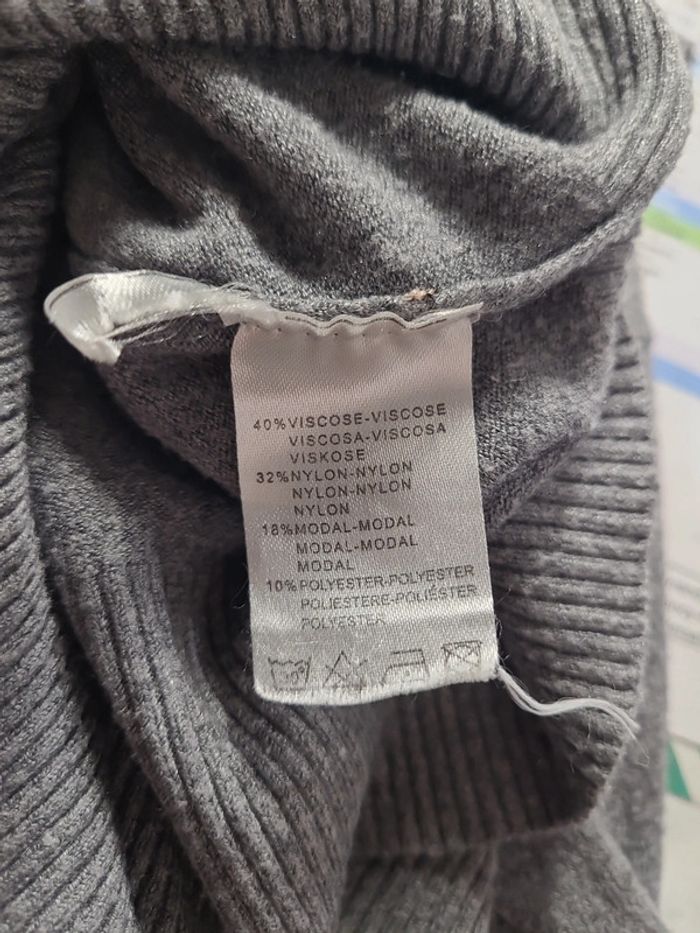 40%VISCOSE-VISCOSE
VISCOSA-VISCOSA
VISKOSE
32%NYLON-NYLON
NYLON-NYLON
NYLON
18%MODAL-MODAL
MODAL-MODAL
MODAL
10%POLYESTER-POLYESTER
POLIESTERE-POLIÉSTER
POLYESTER